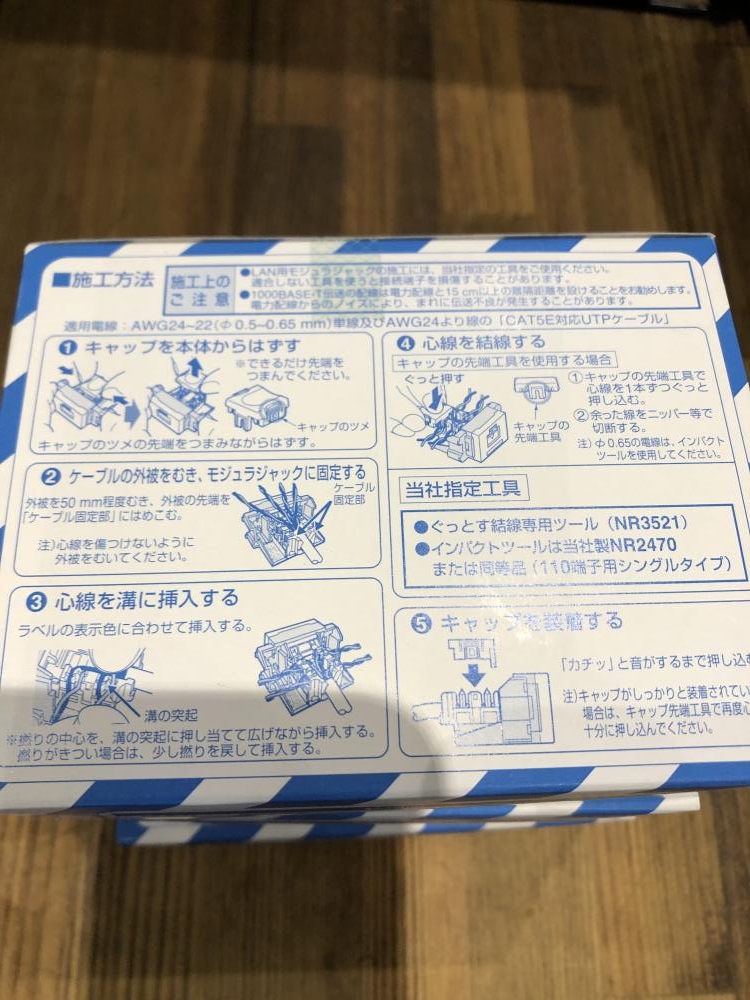 ■施工方法
施工上の
ご注意
●LAN用モジュラジャックの施工には、当社指定の工具をご使用ください。
適合しない工具を使うと接続端子を損傷することがあります。
●1000BASE-T伝送の配線は電力配線と15 cm以上の離隔距離を設けることをお勧めします。
電力配線からのノイズにより、まれに伝送不良が発生することがあります。
適用電線：AWG24~22(φ0.5~0.65 mm)単線及びAWG24より線の「CAT5E対応UTPケーブル」
❶ キャップを本体からはずす
※できるだけ先端を
つまんでください。
キャップのツメ
キャップのツメの先端をつまみながらはずす。
❷ ケーブルの外被をむき、モジュラジャックに固定する
外被を50 mm程度むき、外被の先端を
「ケーブル固定部」にはめこむ。
ケーブル
固定部
注)心線を傷つけないように
外被をむいてください。
❸ 心線を溝に挿入する
ラベルの表示色に合わせて挿入する。
溝の突起
※撚りの中心を、溝の突起に押し当てて広げながら挿入する。
撚りがきつい場合は、少し撚りを戻して挿入する。
❹ 心線を結線する
キャップの先端工具を使用する場合
ぐっと押す
キャップの
先端工具
①キャップの先端工具で
心線を1本ずつぐっと
押し込む。
②余った線をニッパー等で
切断する。
注) φ0.65の電線は、インパクト
ツールを使用してください。
当社指定工具
●ぐっとす結線専用ツール（NR3521）
●インパクトツールは当社製NR2470
または同等品（110端子用シングルタイプ）
❺ キャップを装着する
「カチッ」と音がするまで押し込む
注)キャップがしっかりと装着されてい
場合は、キャップ先端工具で再度心
十分に押し込んでください。